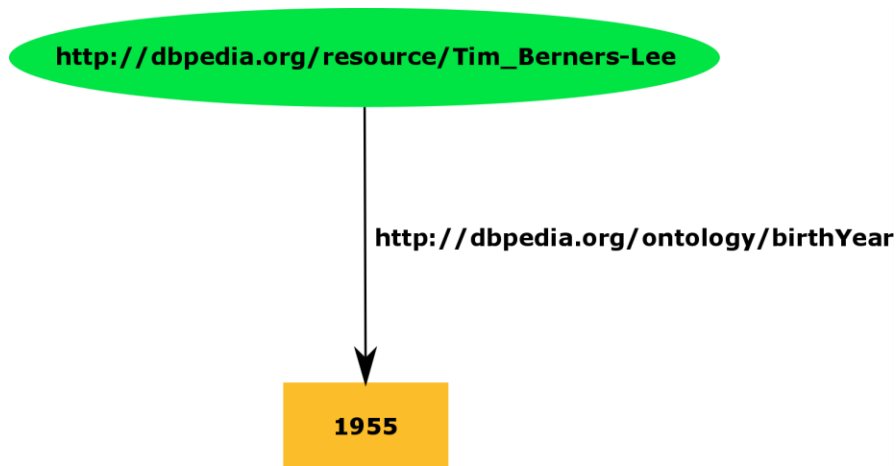 http://dbpedia.org/resource/Tim_Berners-Lee
http://dbpedia.org/ontology/birthYear
1955